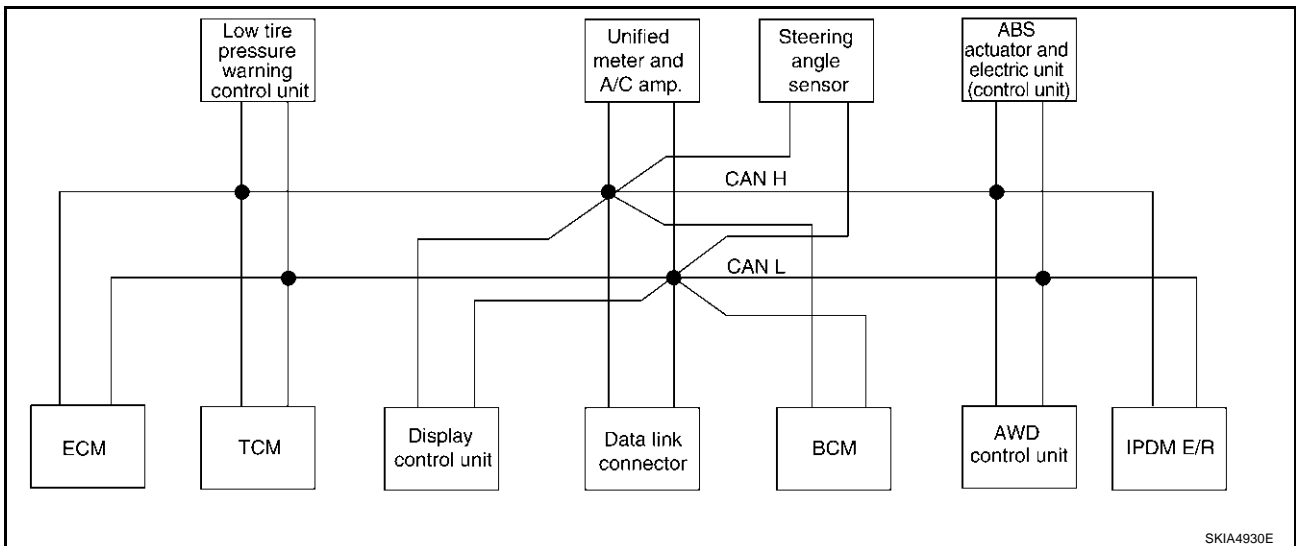 Low tire
pressure
warning
control unit
Unified
meter and
A/C amp.
Steering
angle
sensor
ABS
actuator and
electric unit
(control unit)
CAN H
CAN L
ECM
TCM
Display
control unit
Data link
connector
BCM
AWD
control unit
IPDM E/R
SKIA4930E